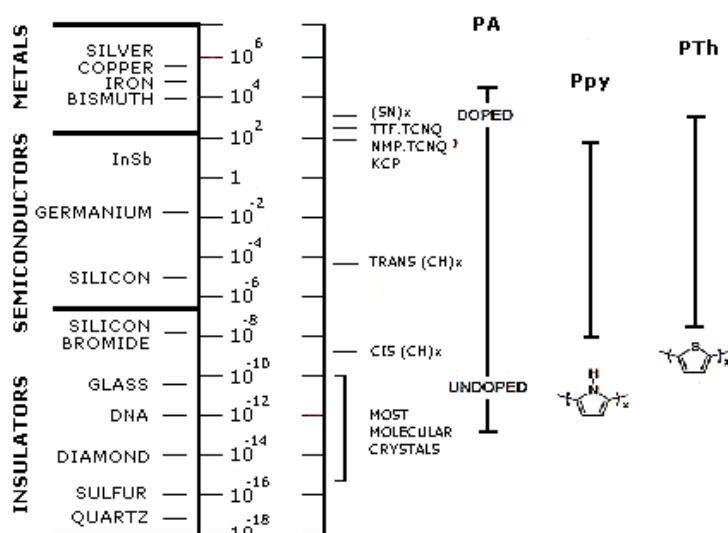 METALS
SILVER
COPPER
IRON
BISMUTH
SEMICONDUCTORS
InSb
GERMANIUM
SILICON
INSULATORS
SILICON
BROMIDE
GLASS
DNA
DIAMOND
SULFUR
QUARTZ
10^6
10^4
10^2
1
10^-2
10^-4
10^-6
10^-8
10^-10
10^-12
10^-14
10^-16
10^-18
(SN)x
TTF.TCNQ
NMP.TCNQ
KCP
TRANS (CH)x
CIS (CH)x
MOST
MOLECULAR
CRYSTALS
PA
DOPED
UNDOPED
Ppy
H
N
x
PTh
S
x